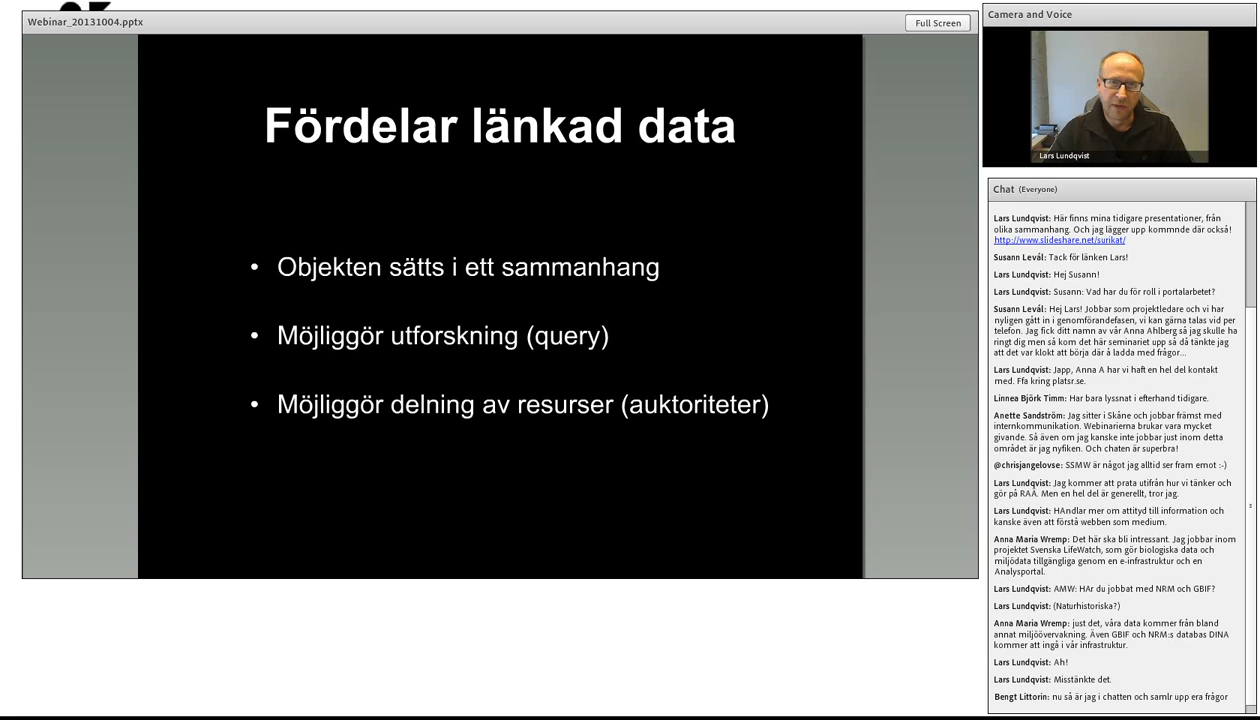 Webinar_20131004.pptx
Full Screen
Fördelar länkad data
• Objekten sätts i ett sammanhang
• Möjliggör utforskning (query)
• Möjliggör delning av resurser (auktoriteter)
Camera and Voice
Lars Lundqvist
Chat (Everyone)
Lars Lundqvist: Här finns mina tidigare presentationer, från
olika sammanhang. Och jag lägger upp kommnde där också!
http://www.slideshare.net/surikat/
Susann Levál: Tack för länken Lars!
Lars Lundqvist: Hej Susann!
Lars Lundqvist: Susann: Vad har du för roll i portalarbetet?
Susann Levál: Hej Lars! Jobbar som projektledare och vi har
nyligen gått in i genomförandefasen, vi kan gärna talas vid per
telefon. Jag fick ditt namn av vår Anna Ahlberg så jag skulle ha
ringt dig men så kom det här seminariet upp så då tänkte jag
att det var klokt att börja där å ladda med frågor...
Lars Lundqvist: Japp, Anna A har vi haft en hel del kontakt
med. Ffa kring platsr.se.
Linnea Björk Timm: Har bara lyssnat i efterhand tidigare.
Anette Sandström: Jag sitter i Skåne och jobbar främst med
internkommunikation. Webinarierna brukar vara mycket
givande. Så även om jag kanske inte jobbar just inom detta
området är jag nyfiken. Och chaten är superbra!
@chrisjangelovse: SSMW är något jag alltid ser fram emot :-)
Lars Lundqvist: Jag kommer att prata utifrån hur vi tänker och
gör på RAÄ. Men en hel del är generellt, tror jag.
Lars Lundqvist: HAndlar mer om attityd till information och
kanske även att förstå webben som medium.
Anna Maria Wremp: Det här ska bli intressant. Jag jobbar inom
projektet Svenska LifeWatch, som gör biologiska data och
miljödata tillgängliga genom en e-infrastruktur och en
Analysportal.
Lars Lundqvist: AMW: HAr du jobbat med NRM och GBIF?
Lars Lundqvist: (Naturhistoriska?)
Anna Maria Wremp: just det, våra data kommer från bland
annat miljöövervakning. Även GBIF och NRM:s databas DINA
kommer att ingå i vår infrastruktur.
Lars Lundqvist: Ah!
Lars Lundqvist: Misstänkte det.
Bengt Littorin: nu så är jag i chatten och samlr upp era frågor